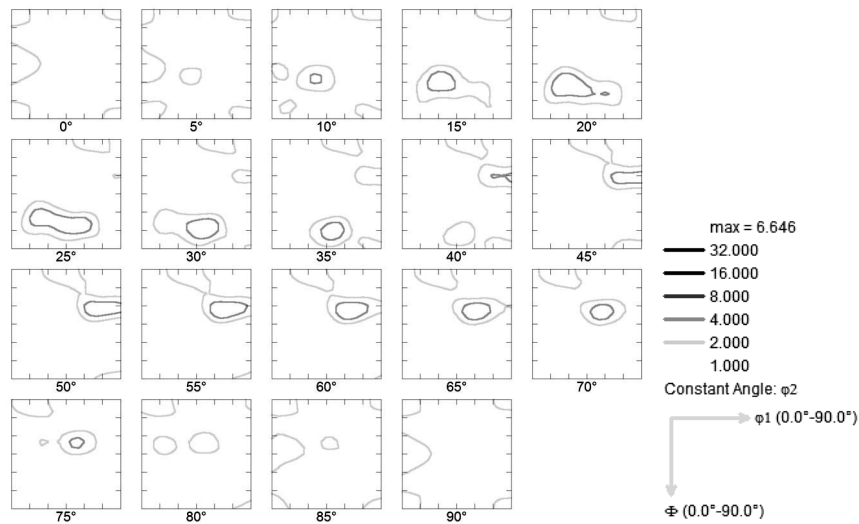 0° 5° 10° 15° 20°
25° 30° 35° 40° 45°
50° 55° 60° 65° 70°
75° 80° 85° 90°
max = 6.646
32.000
16.000
8.000
4.000
2.000
1.000
Constant Angle: φ2
φ1 (0.0°-90.0°)
Φ (0.0°-90.0°)